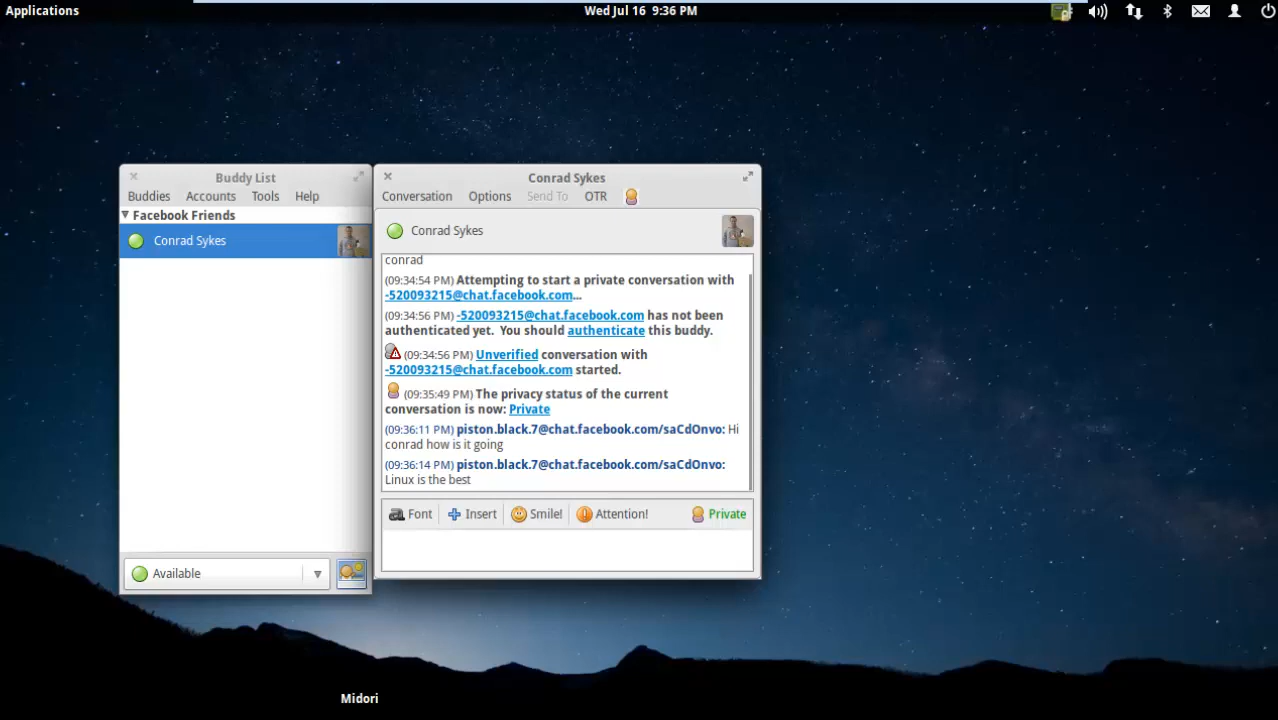 Applications
Wed Jul 16 9:36 PM
Buddy List
Buddies Accounts Tools Help
Facebook Friends
Conrad Sykes
Available
Conrad Sykes
Conversation Options Send To OTR
Conrad Sykes
conrad
(09:34:54 PM) Attempting to start a private conversation with
-520093215@chat.facebook.com...
(09:34:56 PM) -520093215@chat.facebook.com has not been
authenticated yet. You should authenticate this buddy.
(09:34:56 PM) Unverified conversation with
-520093215@chat.facebook.com started.
(09:35:49 PM) The privacy status of the current
conversation is now: Private
(09:36:11 PM) piston.black.7@chat.facebook.com/saCdOnvo: Hi
conrad how is it going
(09:36:14 PM) piston.black.7@chat.facebook.com/saCdOnvo:
Linux is the best
Font Insert Smile! Attention! Private
Midori